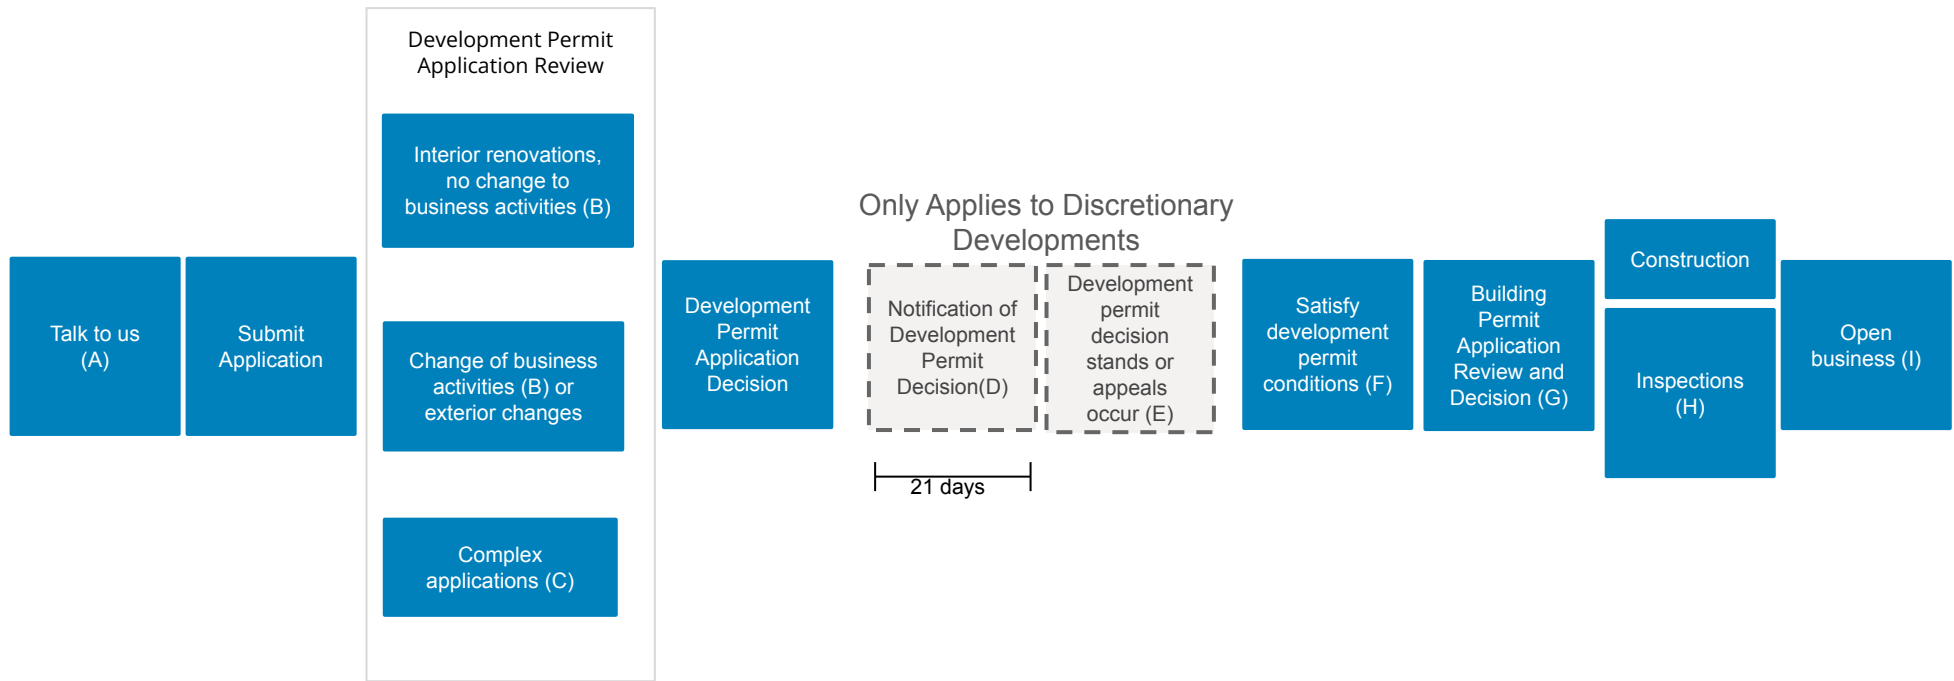 Talk to us
(A)
Submit
Application
Development Permit
Application Review
Interior renovations,
no change to
business activities (B)
Change of business
activities (B) or
exterior changes
Complex
applications (C)
Development
Permit
Application
Decision
Only Applies to Discretionary
Developments
Notification of
Development
Permit
Decision(D)
21 days
Development
permit
decision
stands or
appeals
occur (E)
Satisfy
development
permit
conditions (F)
Building
Permit
Application
Review and
Decision (G)
Construction
Inspections
(H)
Open
business (I)